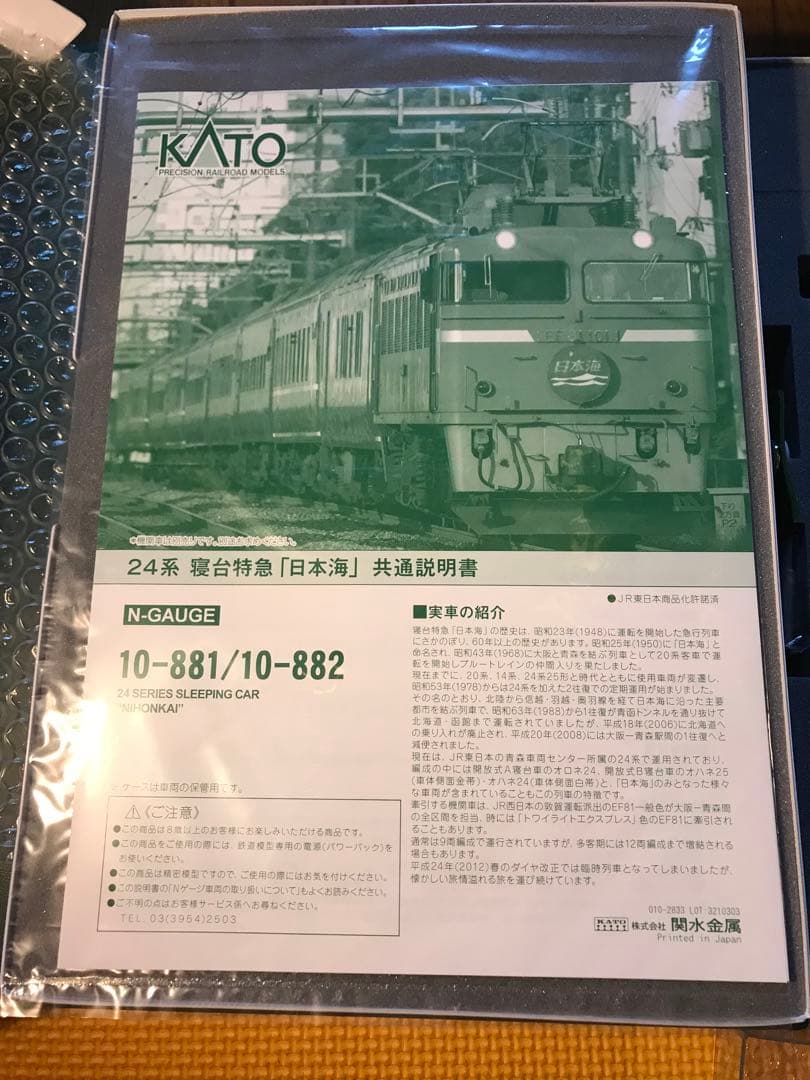 KATO
PRECISION RAILROAD MODELS
EF81 101
日本海
P2
*機関車は別売りです。別途お求めください。
24系 寝台特急「日本海」 共通説明書
●JR東日本商品化許諾済
N-GAUGE
10-881/10-882
24 SERIES SLEEPING CAR
"NIHONKAI"
※ケースは車両の保管用です。
⚠《ご注意》
●この商品は8歳以上のお客様にお楽しみいただける商品です。
●この商品をご使用の際には、鉄道模型専用の電源(パワーパック)を
お使いください。
●この商品は精密模型ですので、ご使用の際にはお気を付けください。
●この説明書の「Nゲージ車両の取り扱いについて」もよくお読みください。
●ご不明の点はお客様サービス係へお尋ねください。
TEL.03(3954)2503
■実車の紹介
寝台特急「日本海」の歴史は、昭和23年(1948)に運転を開始した急行列車
にさかのぼり、60年以上の歴史があります。昭和25年(1950)に「日本海」と
命名され、昭和43年(1968)に大阪と青森を結ぶ列車として20系客車で運
転を開始しブルートレインの仲間入りを果たしました。
現在までに、20系、14系、24系25形と時代とともに使用車両が変遷し、
昭和53年(1978)からは24系を加えた2往復での定期運用が始まりました。
その名のとおり、北陸から信越・羽越・奥羽線を経て日本海に沿った主要
都市を結ぶ列車で、昭和63年(1988)から1往復が青函トンネルを通り抜けて
北海道・函館まで運転されていましたが、平成18年(2006)に北海道へ
の乗り入れが廃止され、平成20年(2008)には大阪ー青森駅間の1往復へと
減便されました。
現在は、JR東日本の青森車両センター所属の24系で運用されており、
編成の中には開放式A寝台車のオロネ24、開放式B寝台車のオハネ25
(車体側面金帯)・オハネ24(車体側面白帯)と、「日本海」のみとなった様々
な車両が含まれていることもこの列車の特徴です。
牽引する機関車は、JR西日本の敦賀運転派出のEF81一般色が大阪ー青森間
の全区間を担当、時には「トワイライトエクスプレス」色のEF81に牽引され
ることもあります。
通常は9両編成で運行されていますが、多客期には12両編成まで増結される
場合もあります。
平成24年(2012)春のダイヤ改正では臨時列車となってしまいましたが、
懐かしい旅情溢れる旅を運び続けています。
010-2833 LOT 3210303
KATO 株式会社 関水金属
Printed in Japan